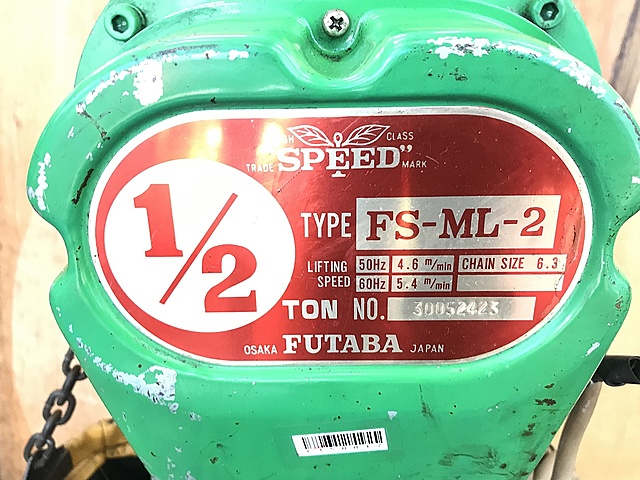 HIGH CLASS
TRADE "SPEED" MARK
1/2
TYPE FS-ML-2
LIFTING SPEED 50Hz 4.6 m/min CHAIN SIZE 6.3
60Hz 5.4 m/min
TON NO. 30052423
OSAKA FUTABA JAPAN